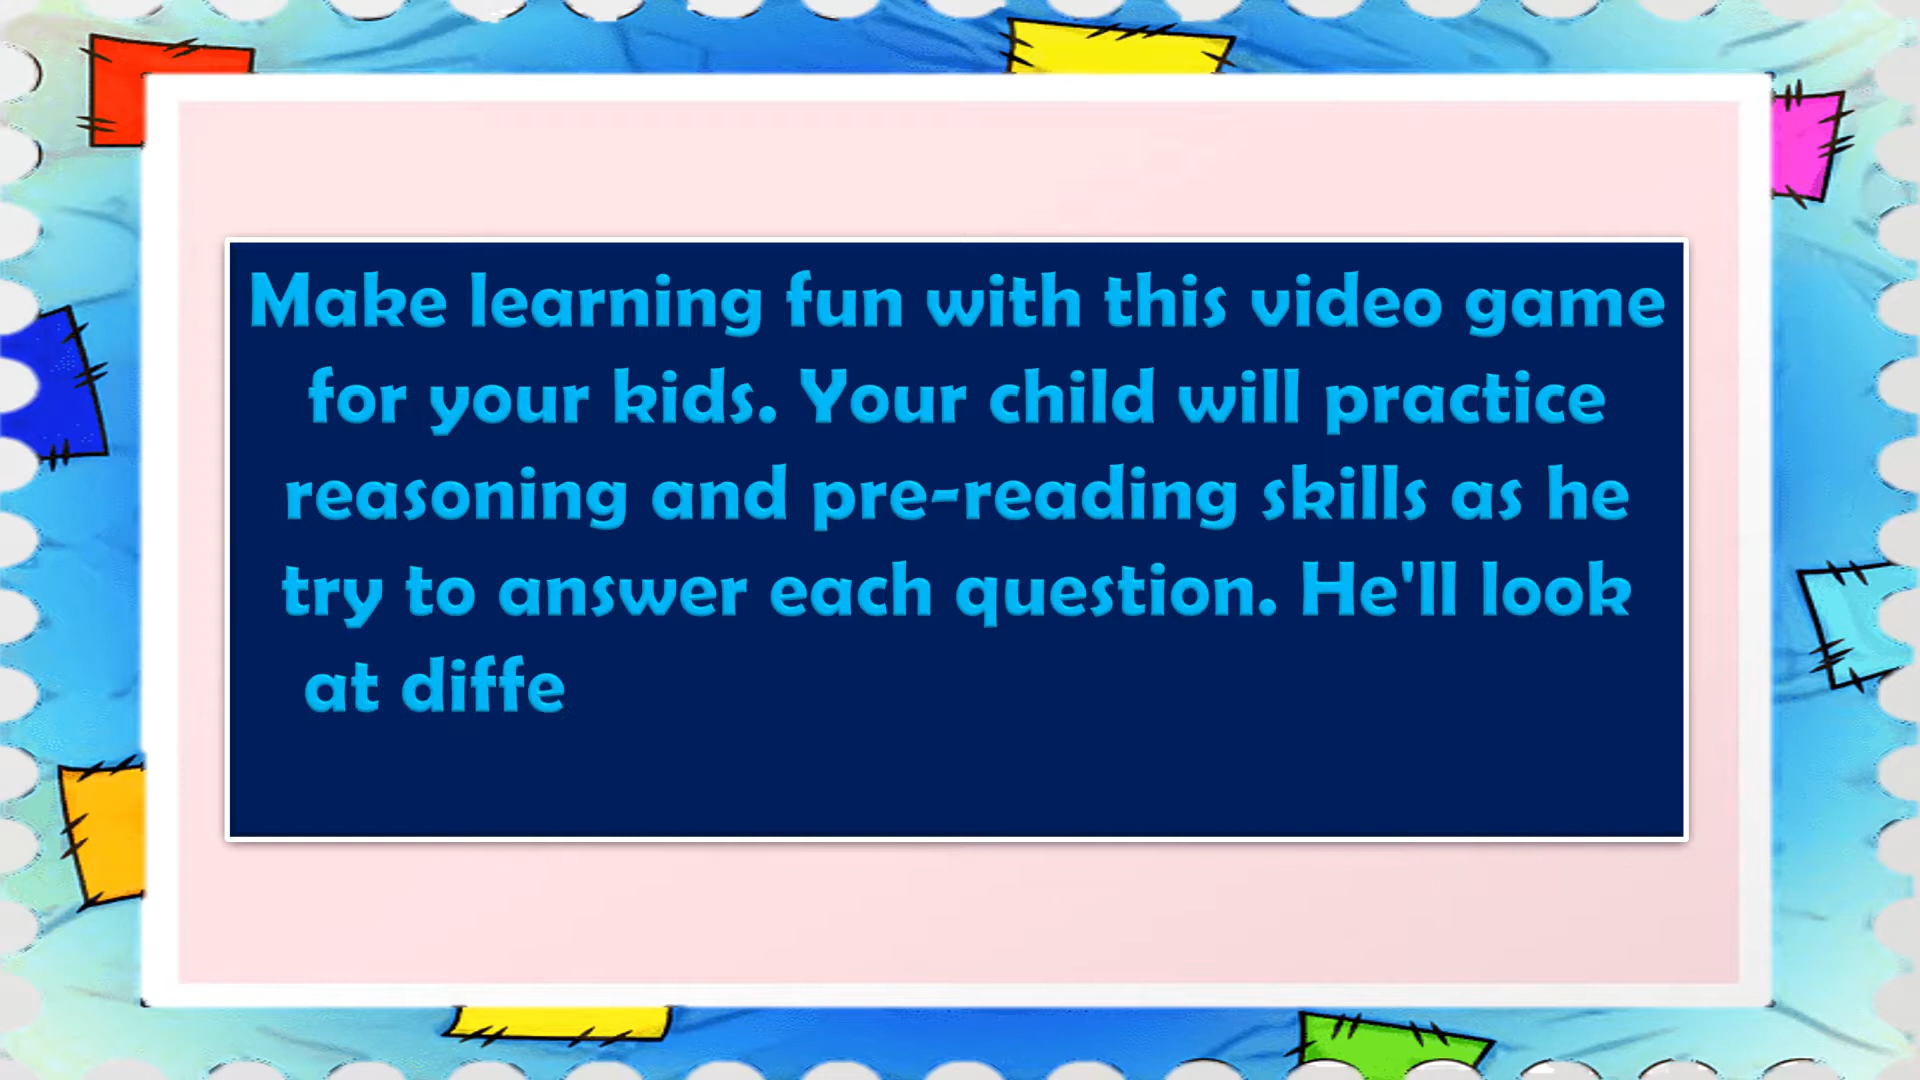 Make learning fun with this video game
for your kids. Your child will practice
reasoning and pre-reading skills as he
try to answer each question. He'll look
at diffe